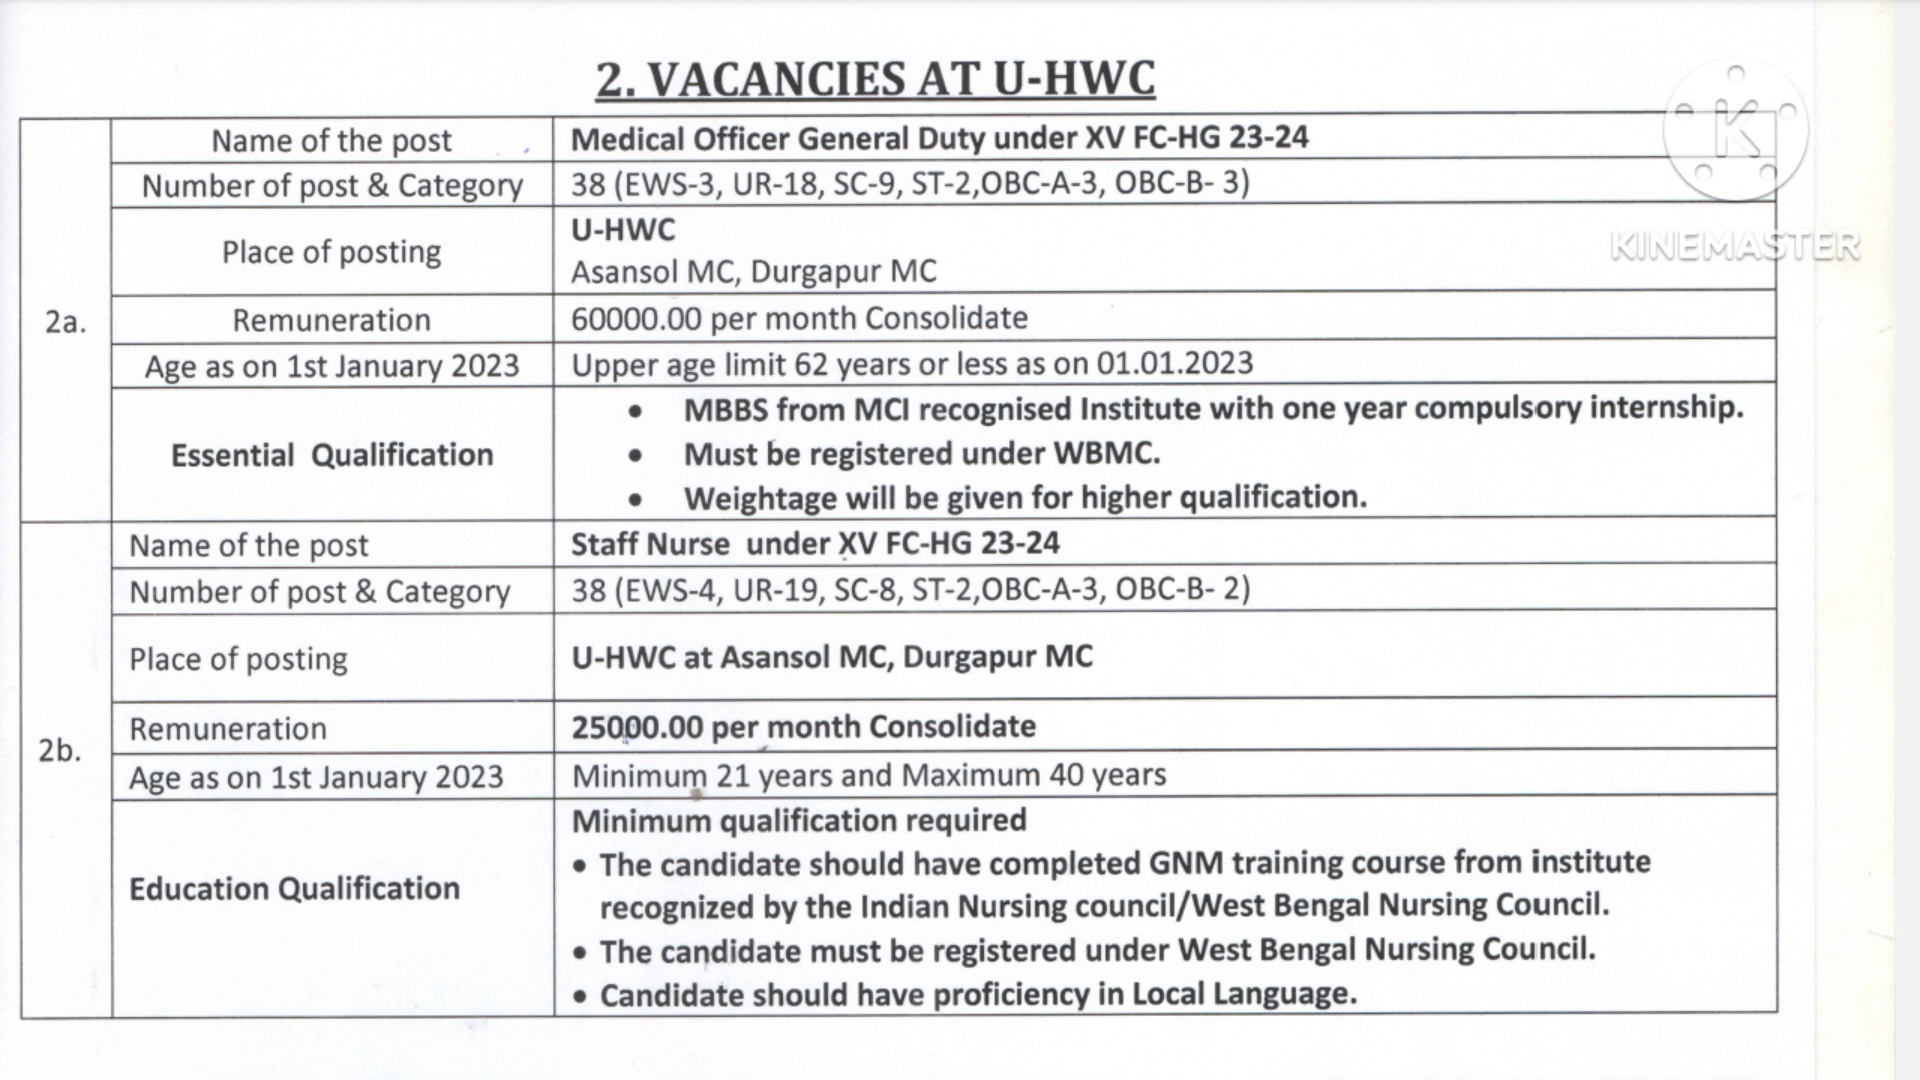 2. VACANCIES AT U-HWC
2a.
Name of the post
Medical Officer General Duty under XV FC-HG 23-24
Number of post & Category
38 (EWS-3, UR-18, SC-9, ST-2,OBC-A-3, OBC-B- 3)
Place of posting
U-HWC
Asansol MC, Durgapur MC
Remuneration
60000.00 per month Consolidate
Age as on 1st January 2023
Upper age limit 62 years or less as on 01.01.2023
Essential Qualification
• MBBS from MCI recognised Institute with one year compulsory internship.
• Must be registered under WBMC.
• Weightage will be given for higher qualification.
2b.
Name of the post
Staff Nurse under XV FC-HG 23-24
Number of post & Category
38 (EWS-4, UR-19, SC-8, ST-2,OBC-A-3, OBC-B- 2)
Place of posting
U-HWC at Asansol MC, Durgapur MC
Remuneration
25000.00 per month Consolidate
Age as on 1st January 2023
Minimum 21 years and Maximum 40 years
Education Qualification
Minimum qualification required
• The candidate should have completed GNM training course from institute
recognized by the Indian Nursing council/West Bengal Nursing Council.
• The candidate must be registered under West Bengal Nursing Council.
• Candidate should have proficiency in Local Language.
K
KINEMASTER